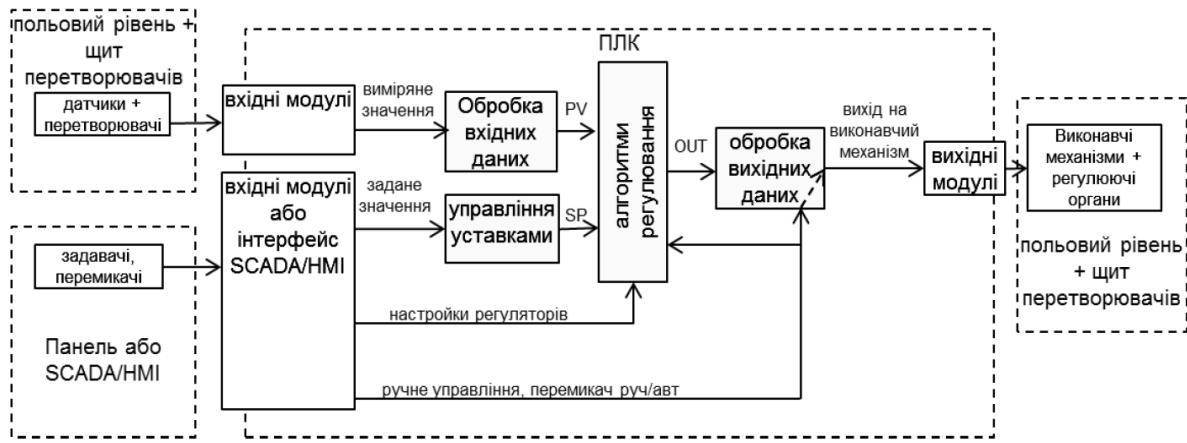 польовий рівень +
щит
перетворювачів
датчики +
перетворювачі
задавачі,
перемикачі
Панель або
SCADA/HMI
ПЛК
вхідні модулі
виміряне
значення
Обробка
вхідних
даних
PV
вхідні модулі
або
інтерфейс
SCADA/HMI
задане
значення
управління
уставками
SP
алгоритми
регулювання
OUT
обробка
вихідних
даних
вихід на
виконавчий
механізм
вихідні
модулі
настройки регуляторів
ручне управління, перемикач руч/авт
Виконавчі
механізми +
регулюючі
органи
польовий рівень
+ щит
перетворювачів